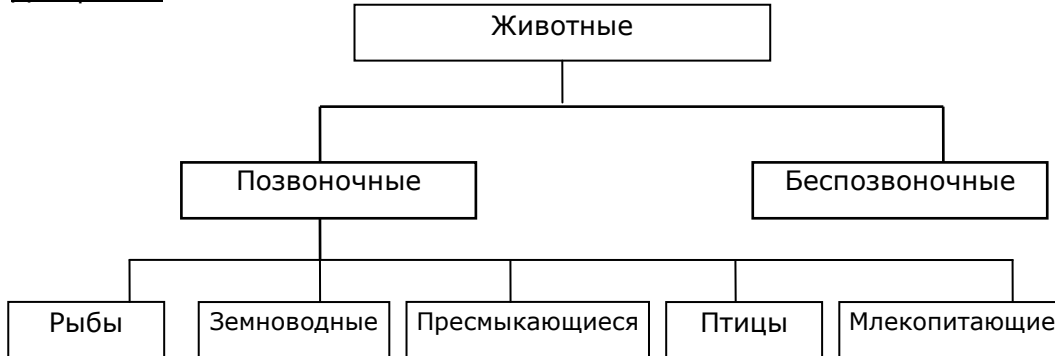 Животные
Позвоночные Беспозвоночные
Рыбы Земноводные Пресмыкающиеся Птицы Млекопитающие